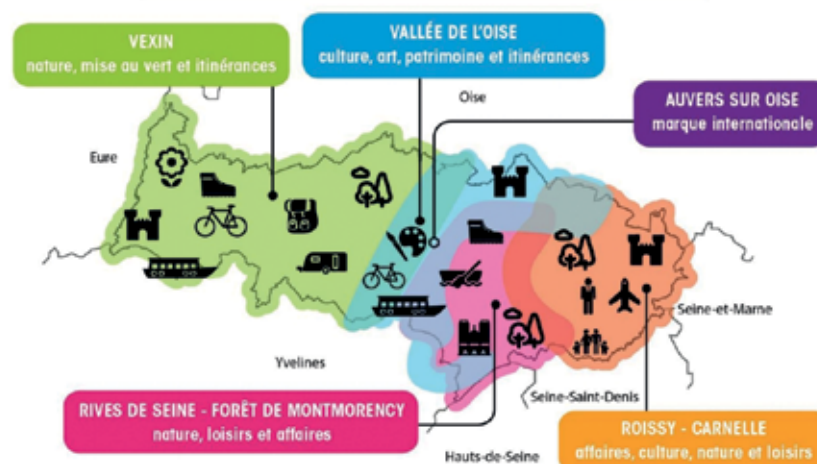 VEXIN
nature, mise au vert et itinérances
VALLÉE DE L'OISE
culture, art, patrimoine et itinérances
Oise
AUVERS SUR OISE
marque internationale
Eure
Seine-et-Marne
Yvelines
Seine-Saint-Denis
RIVES DE SEINE - FORÊT DE MONTMORENCY
nature, loisirs et affaires
ROISSY - CARNELLE
affaires, culture, nature et loisirs
Hauts-de-Seine